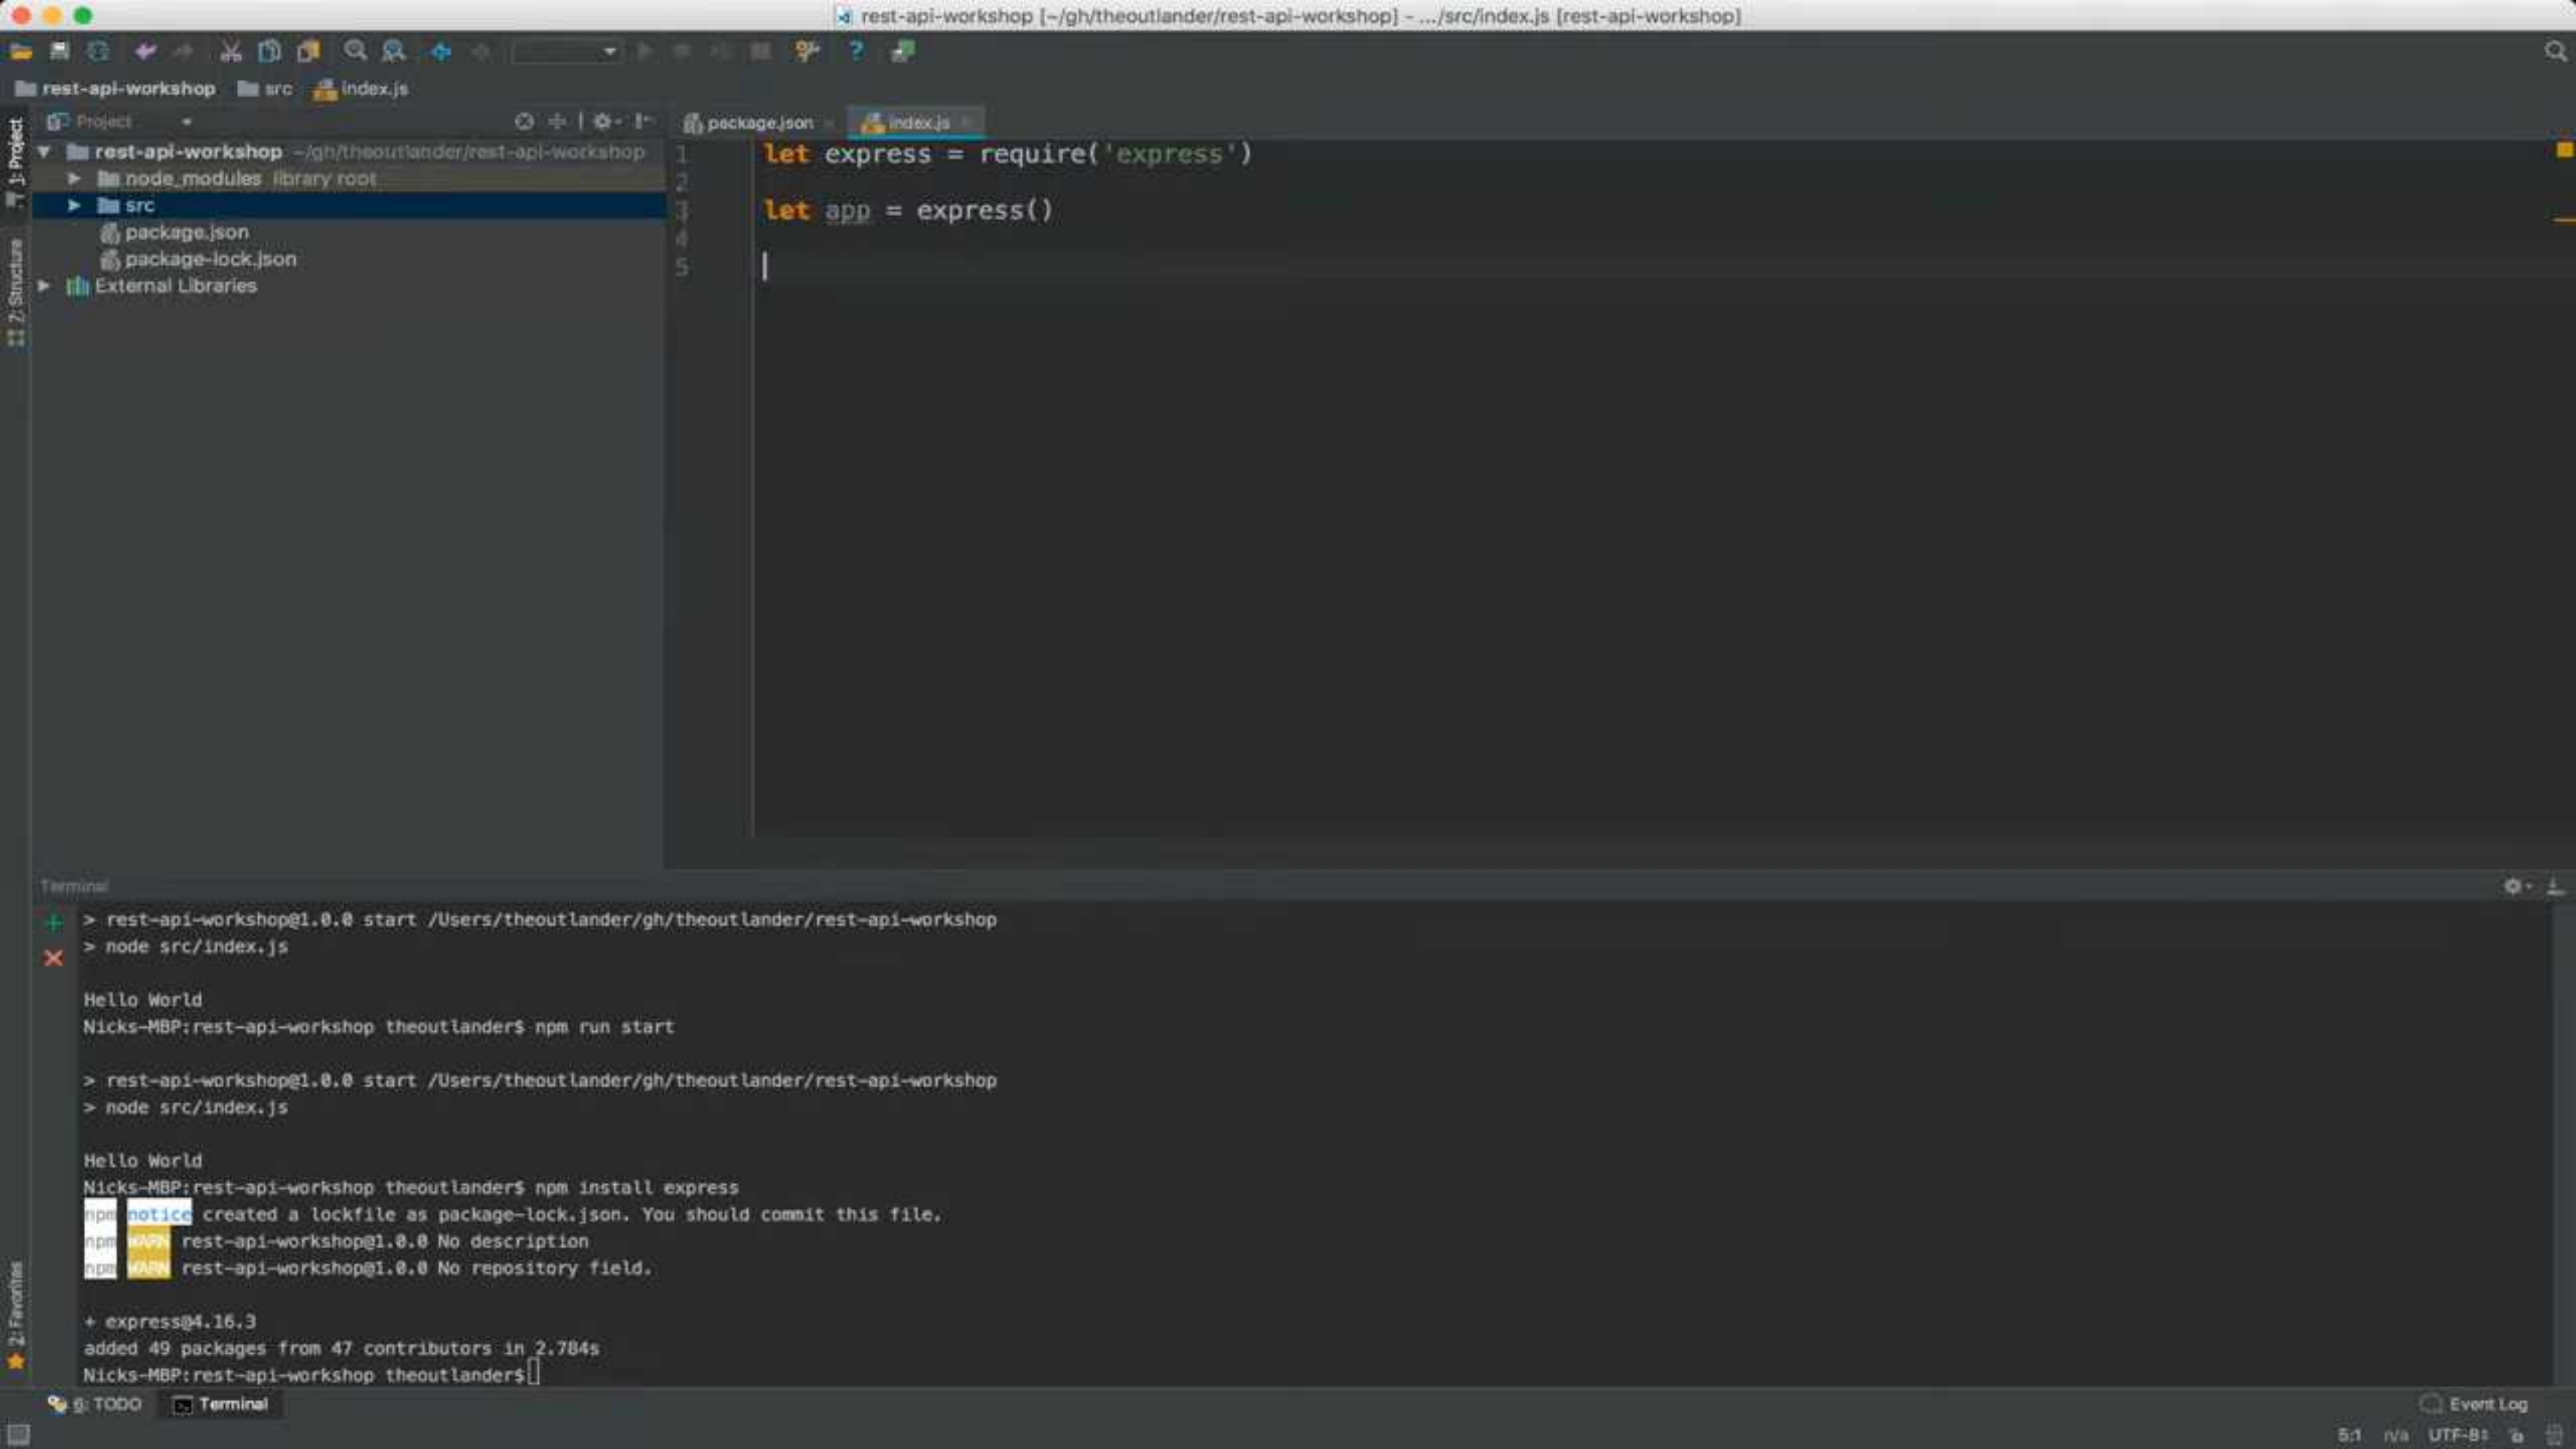 rest-api-workshop [~/gh/theoutlander/rest-api-workshop] - .../src/index.js [rest-api-workshop]
rest-api-workshop src index.js
Project
package.json index.js
1: Project
rest-api-workshop ~/gh/theoutlander/rest-api-workshop
node_modules library root
src
package.json
package-lock.json
External Libraries
2: Structure
1 let express = require('express')
2
3 let app = express()
4
5
Terminal
> rest-api-workshop@1.0.0 start /Users/theoutlander/gh/theoutlander/rest-api-workshop
> node src/index.js
Hello World
Nicks-MBP:rest-api-workshop theoutlander$ npm run start
> rest-api-workshop@1.0.0 start /Users/theoutlander/gh/theoutlander/rest-api-workshop
> node src/index.js
Hello World
Nicks-MBP:rest-api-workshop theoutlander$ npm install express
npm notice created a lockfile as package-lock.json. You should commit this file.
npm WARN rest-api-workshop@1.0.0 No description
npm WARN rest-api-workshop@1.0.0 No repository field.
+ express@4.16.3
added 49 packages from 47 contributors in 2.784s
Nicks-MBP:rest-api-workshop theoutlander$
2: Favorites
6: TODO Terminal Event Log
5:1 n/a UTF-8